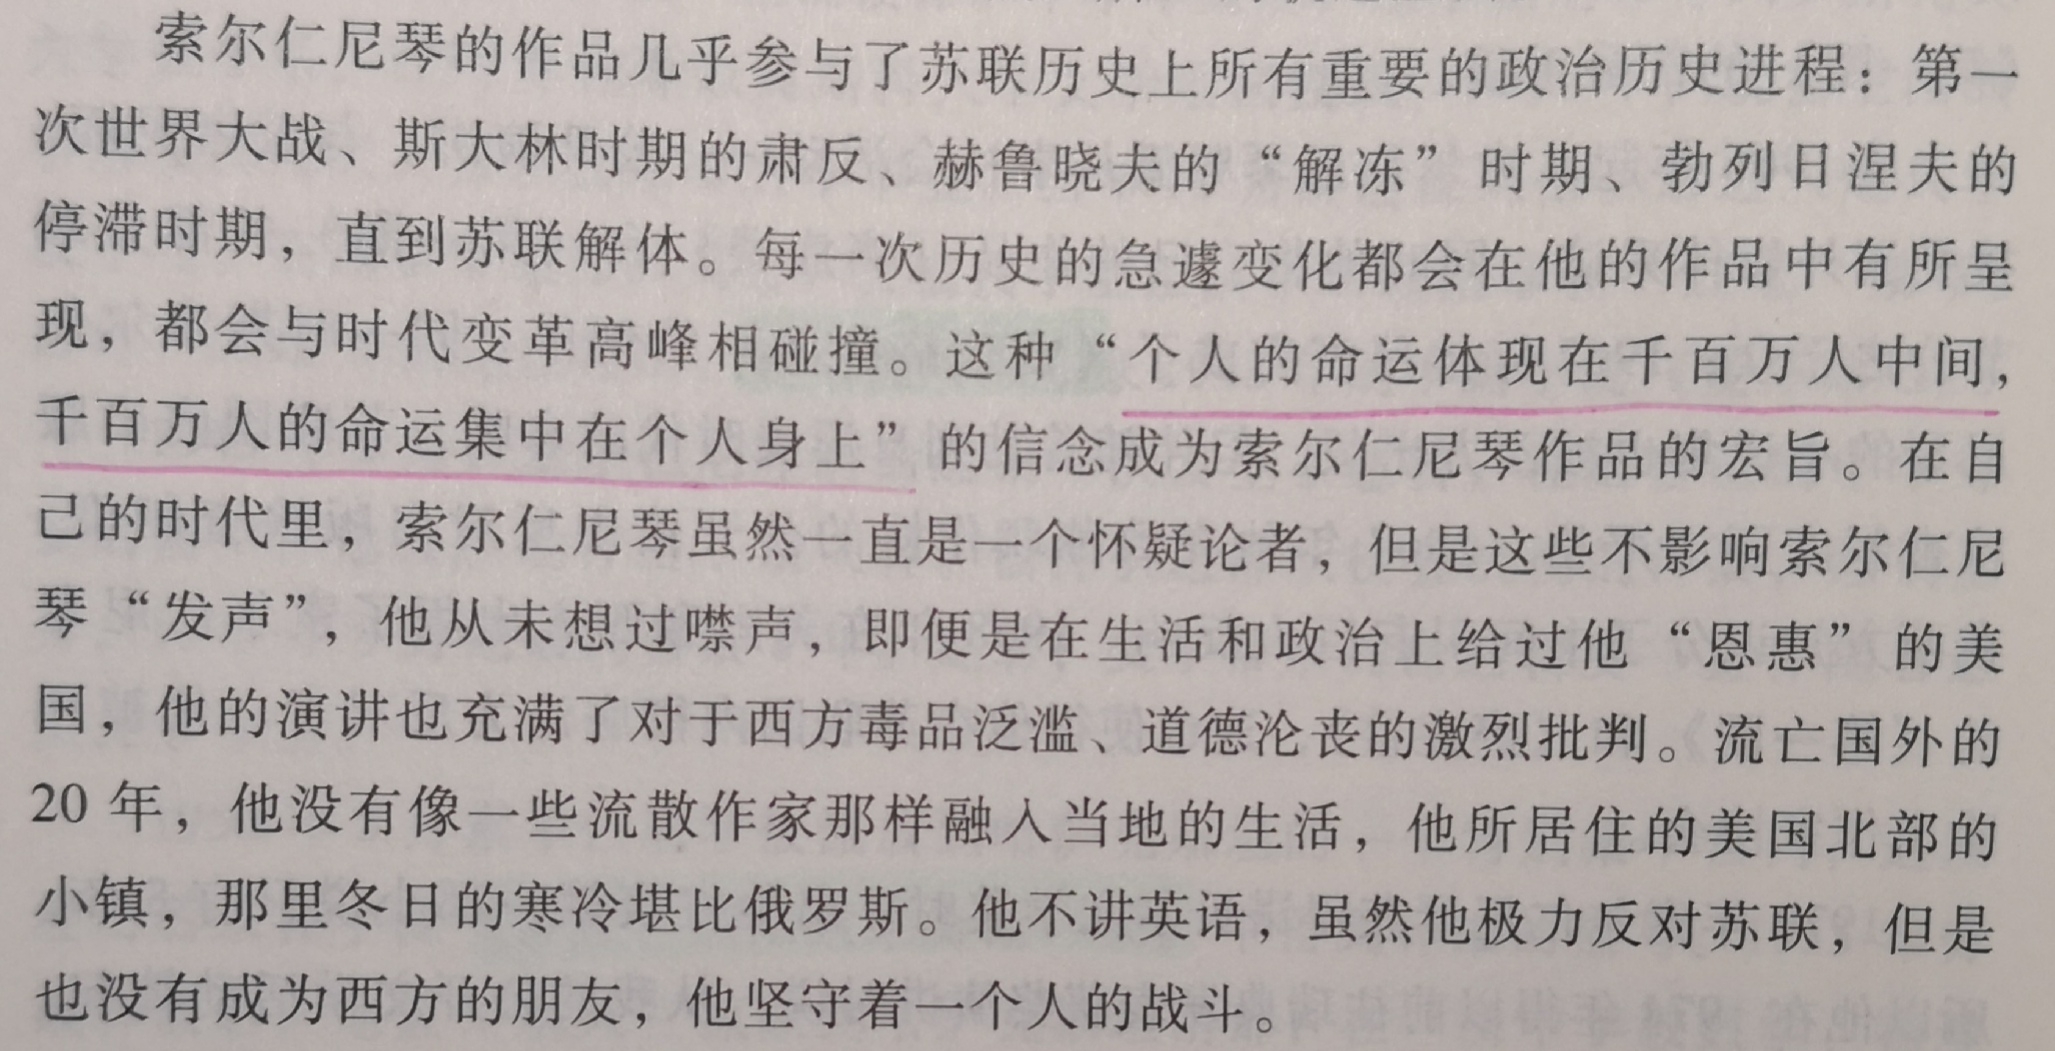 索尔仁尼琴的作品几乎参与了苏联历史上所有重要的政治历史进程：第一
次世界大战、斯大林时期的肃反、赫鲁晓夫的“解冻”时期、勃列日涅夫的
停滞时期，直到苏联解体。每一次历史的急遽变化都会在他的作品中有所呈
现，都会与时代变革高峰相碰撞。这种“个人的命运体现在千百万人中间，
千百万人的命运集中在个人身上”的信念成为索尔仁尼琴作品的宏旨。在自
己的时代里，索尔仁尼琴虽然一直是一个怀疑论者，但是这些不影响索尔仁尼
琴“发声”，他从未想过噤声，即便是在生活和政治上给过他“恩惠”的美
国，他的演讲也充满了对于西方毒品泛滥、道德沦丧的激烈批判。流亡国外的
20 年，他没有像一些流散作家那样融入当地的生活，他所居住的美国北部的
小镇，那里冬日的寒冷堪比俄罗斯。他不讲英语，虽然他极力反对苏联，但是
也没有成为西方的朋友，他坚守着一个人的战斗。